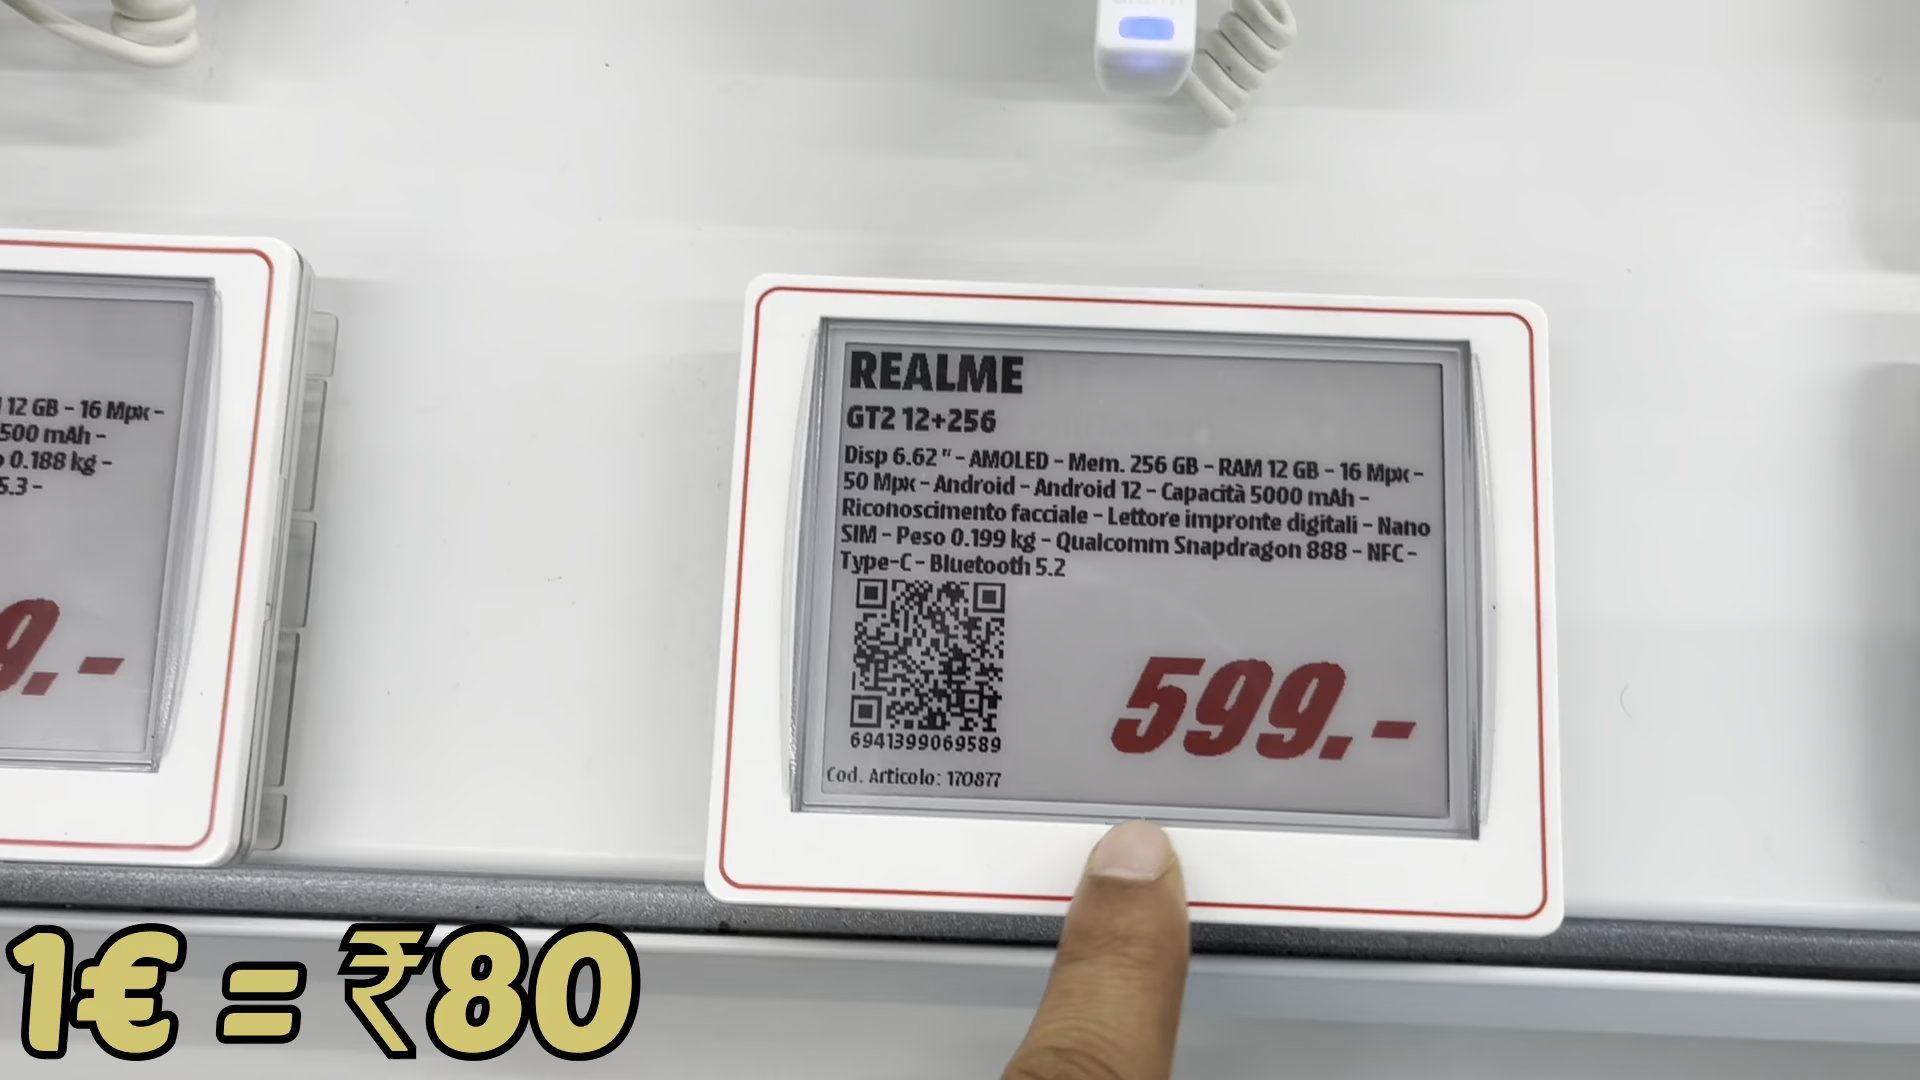 12 GB - 16 Mpx -
500 mAh -
0.188 kg -
5.3 -
9.-
REALME
GT2 12+256
Disp 6.62 " - AMOLED - Mem. 256 GB - RAM 12 GB - 16 Mpx -
50 Mpx - Android - Android 12 - Capacità 5000 mAh -
Riconoscimento facciale - Lettore impronte digitali - Nano
SIM - Peso 0.199 kg - Qualcomm Snapdragon 888 - NFC -
Type-C - Bluetooth 5.2
6941399069589
599.-
Cod. Articolo: 170877
1€ = ₹80